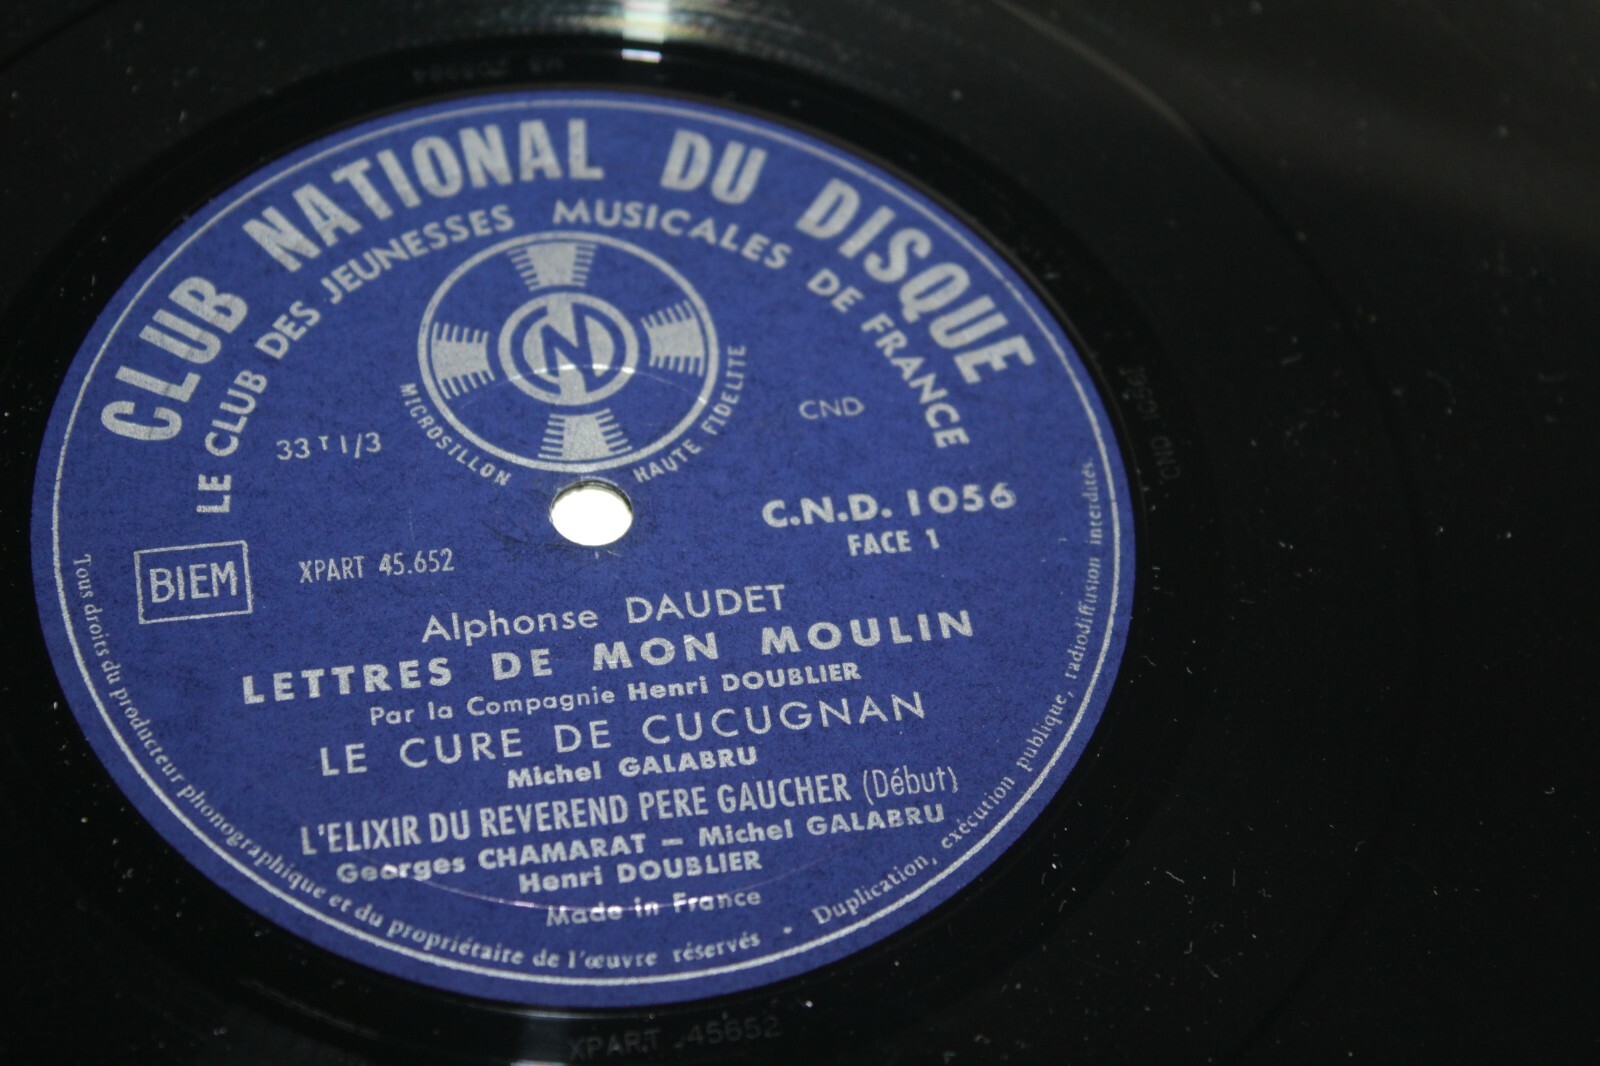 CLUB NATIONAL DU DISQUE
LE CLUB DES JEUNESSES MUSICALES DE FRANCE
CN
MICROSILLON
HAUTE FIDELITE
33 T 1/3
CND
C.N.D. 1056
FACE 1
BIEM
XPART 45.652
Alphonse DAUDET
LETTRES DE MON MOULIN
Par la Compagnie Henri DOUBLIER
LE CURE DE CUCUGNAN
Michel GALABRU
L'ELIXIR DU REVEREND PERE GAUCHER (Début)
Georges CHAMARAT - Michel GALABRU
Henri DOUBLIER
Made in France
Tous droits du producteur phonographique et du propriétaire de l'œuvre réservés • Duplication, exécution publique, radiodiffusion interdites.
XPART 45652